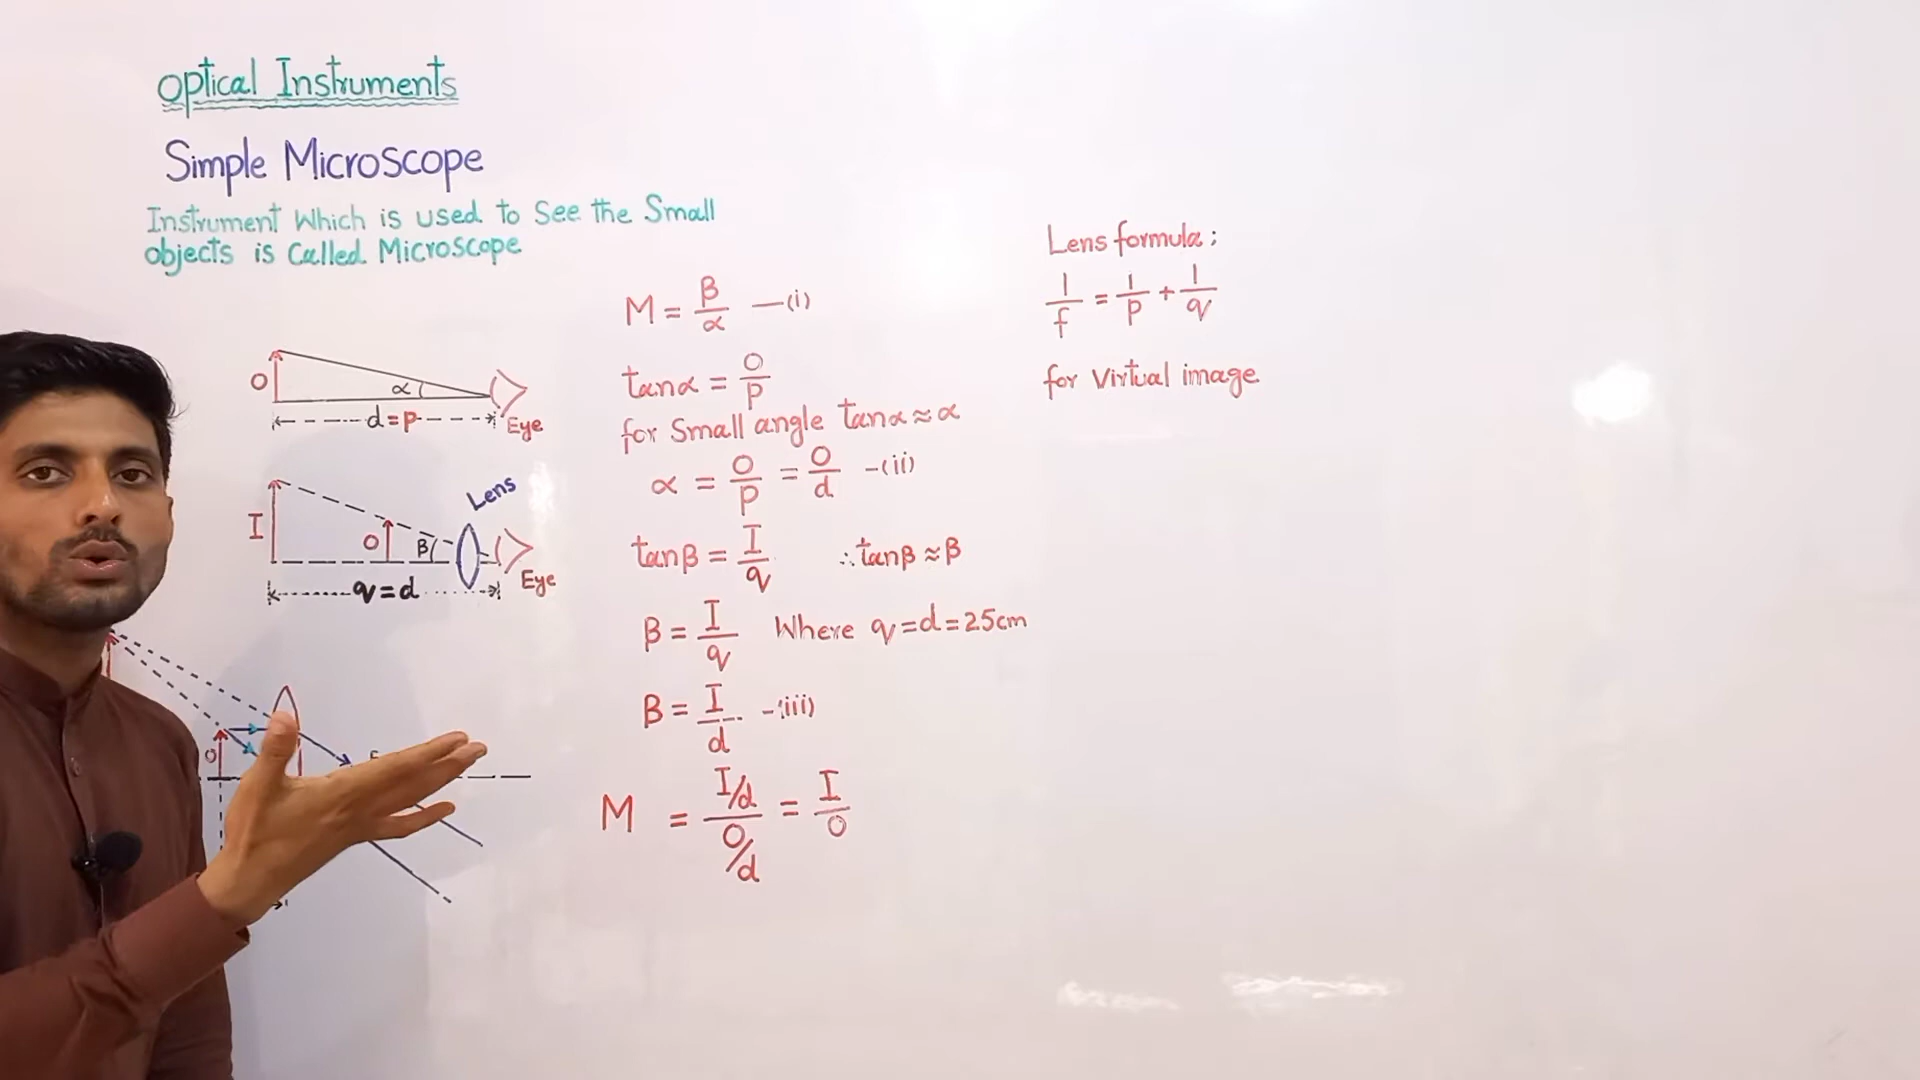 Optical Instruments
Simple Microscope
Instrument Which is used to See the Small
objects is Called Microscope
O α
d=p
Eye
Lens
I O β
q=d
Eye
O
M = β/α —(i)
tanα = O/P
for Small angle tanα ≈ α
α = O/P = O/d -(ii)
tanβ = I/q ∴tanβ ≈ β
β = I/q Where q=d=25cm
B = I/d -(iii)
M = (I/d)/(O/d) = I/O
Lens formula:
1/f = 1/P + 1/q
for Virtual image